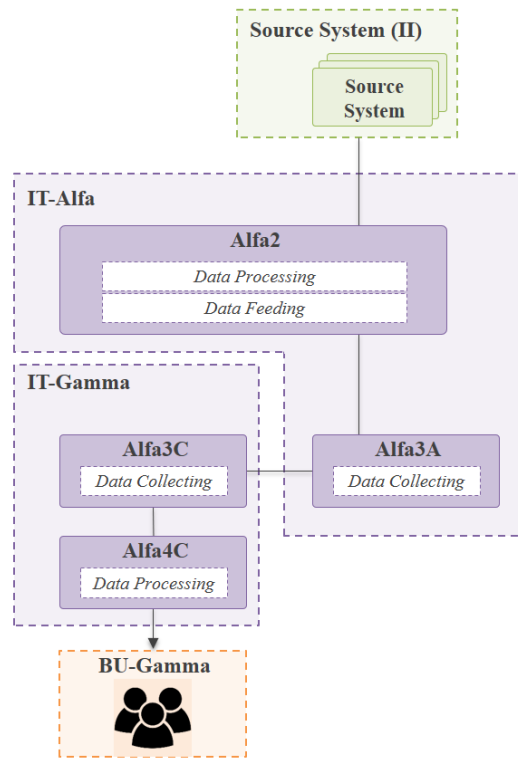 Source System (II)
Source
System
IT-Alfa
Alfa2
Data Processing
Data Feeding
IT-Gamma
Alfa3C
Data Collecting
Alfa3A
Data Collecting
Alfa4C
Data Processing
BU-Gamma